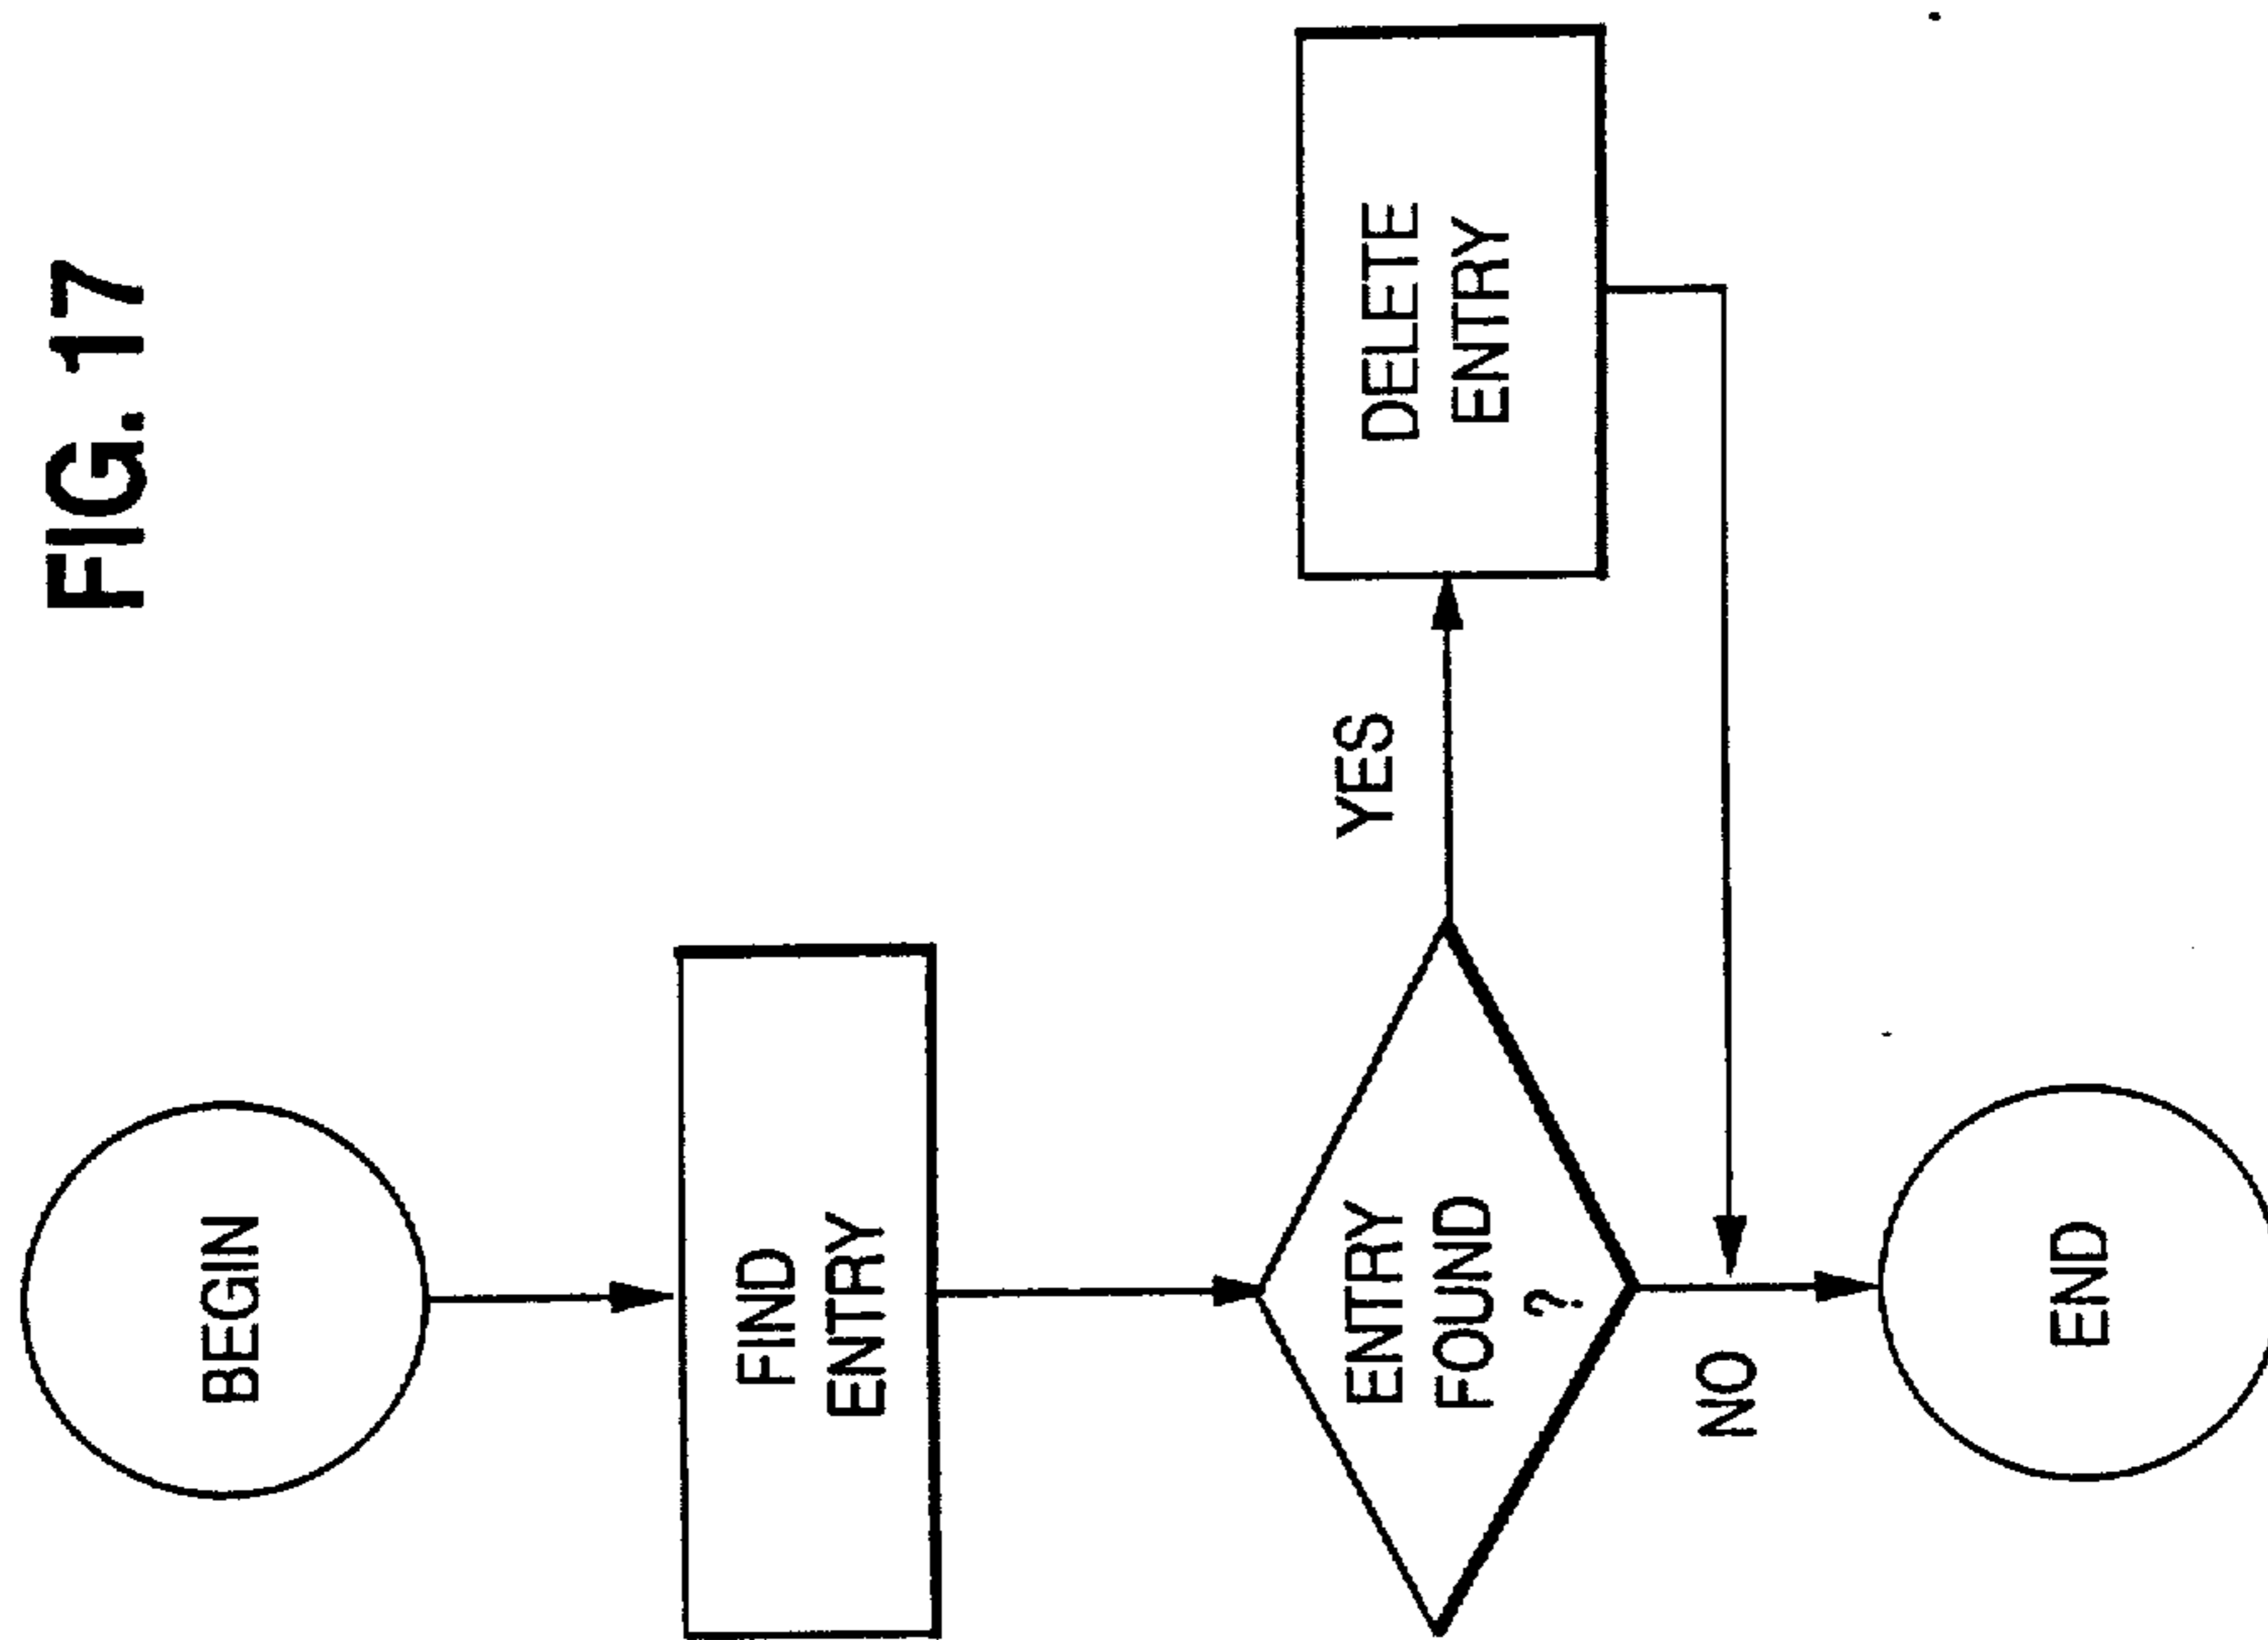 FIG. 17
BEGIN
FIND
ENTRY
ENTRY
FOUND
?
YES
DELETE
ENTRY
NO
END